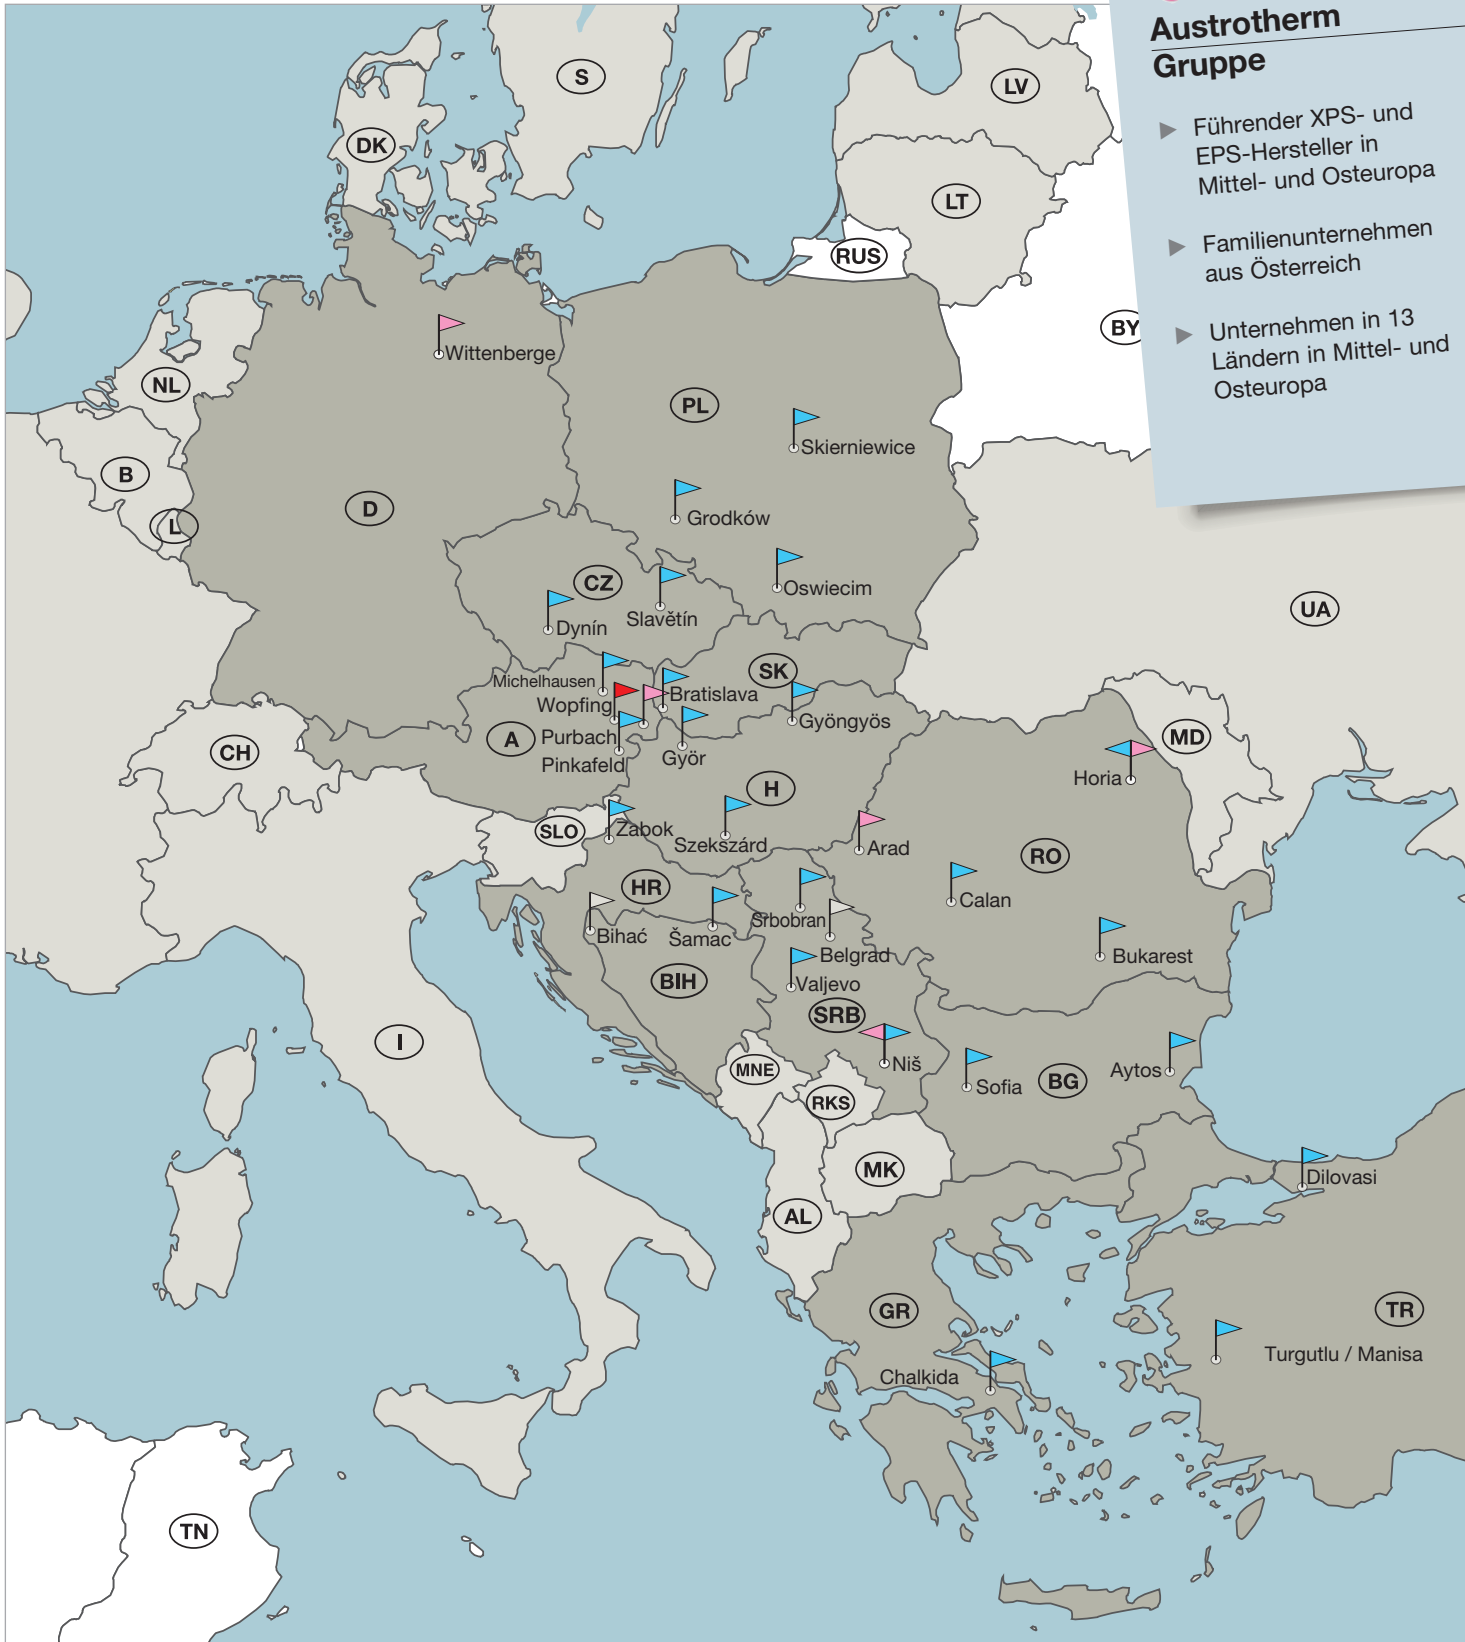 Austrotherm
Gruppe
Führender XPS- und
EPS-Hersteller in
Mittel- und Osteuropa
Familienunternehmen
aus Österreich
Unternehmen in 13
Ländern in Mittel- und
Osteuropa
S
LV
DK
LT
RUS
BY
Wittenberge
NL
PL
Skierniewice
B
D
Grodków
L
CZ
Oswiecim
Slavětín
Dynín
UA
Michelhausen
SK
Bratislava
Wopfing
Gyöngyös
Purbach
A
Györ
Pinkafeld
CH
MD
Horia
H
SLO
Zabok
Szekszárd
Arad
RO
HR
Calan
Srbobran
Bihać
Šamac
Belgrad
Bukarest
BIH
Valjevo
SRB
I
Niš
MNE
Sofia
BG
Aytos
RKS
MK
Dilovasi
AL
GR
TR
Turgutlu / Manisa
Chalkida
TN